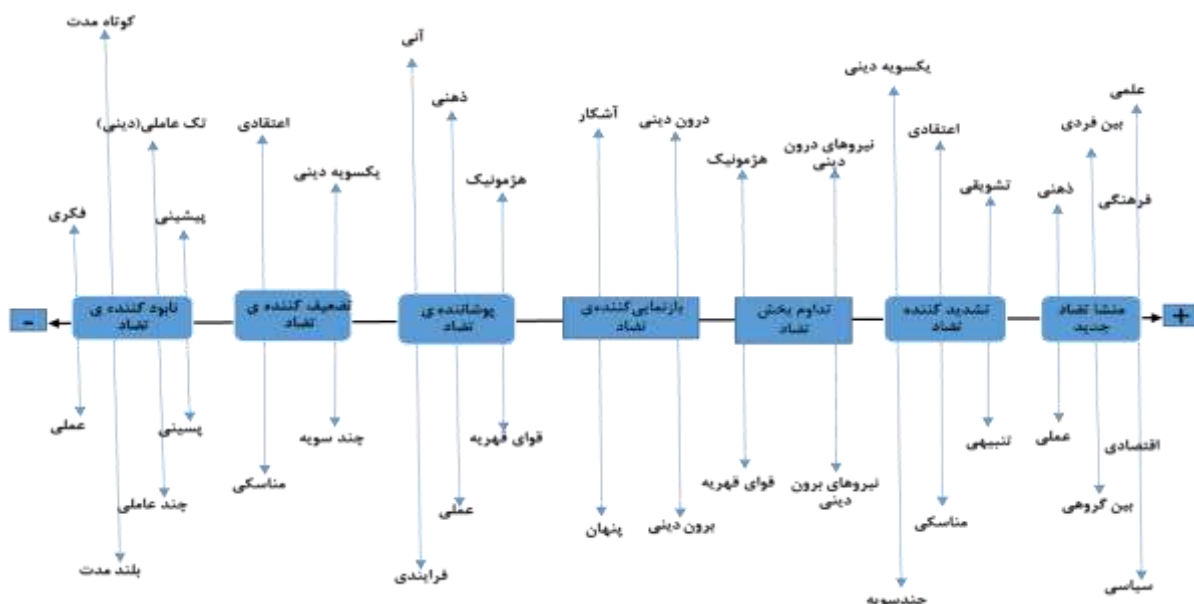 کوتاه مدت
آنی
یکسویه دینی
علمی
ذهنی
آشکار
درون دینی
بین فردی
تک عاملی(دینی)
اعتقادی
نیروهای درون
دینی
اعتقادی
هژمونیک
تشویقی
یکسویه دینی
هژمونیک
ذهنی
فرهنگی
فکری
پیشینی
+
منشا تضاد
جدید
تشدید کننده
تضاد
تداوم بخش
تضاد
بازنمایی‌کننده‌ی
تضاد
پوشاننده ی
تضاد
تضعیف کننده ی
تضاد
نابود کننده ی
تضاد
-
عملی
پسینی
چند سویه
قوای قهریه
تنبیهی
عملی
اقتصادی
چند عاملی
مناسکی
عملی
پنهان
برون دینی
قوای قهریه
نیروهای برون
دینی
مناسکی
بین گروهی
بلند مدت
فرایندی
چندسویه
سیاسی